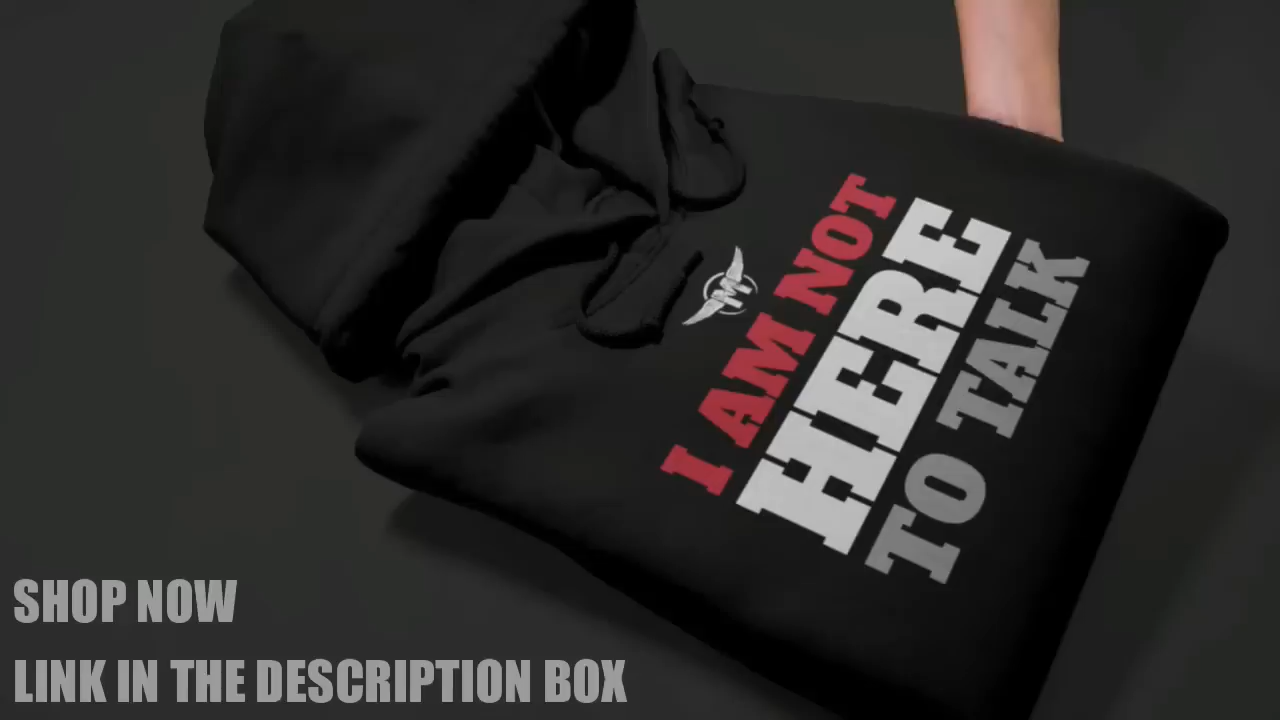 M
I AM NOT
HERE
TO TALK
SHOP NOW
LINK IN THE DESCRIPTION BOX